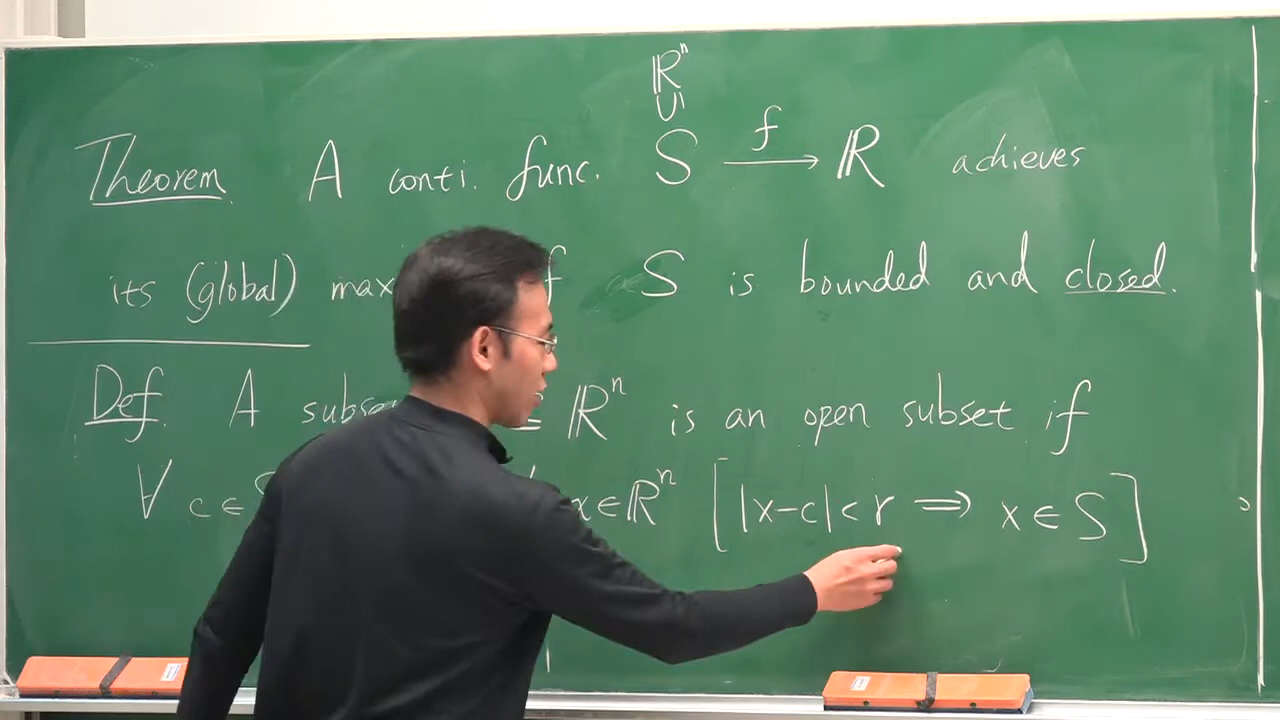 ℝⁿ
∪ı
Theorem. A conti. func. S —f→ ℝ achieves
its (global) S is bounded and closed.
Def. A ℝⁿ is an open subset if
∀ c ∈ x∈ℝⁿ [|x-c|<r ⟹ x∈S]